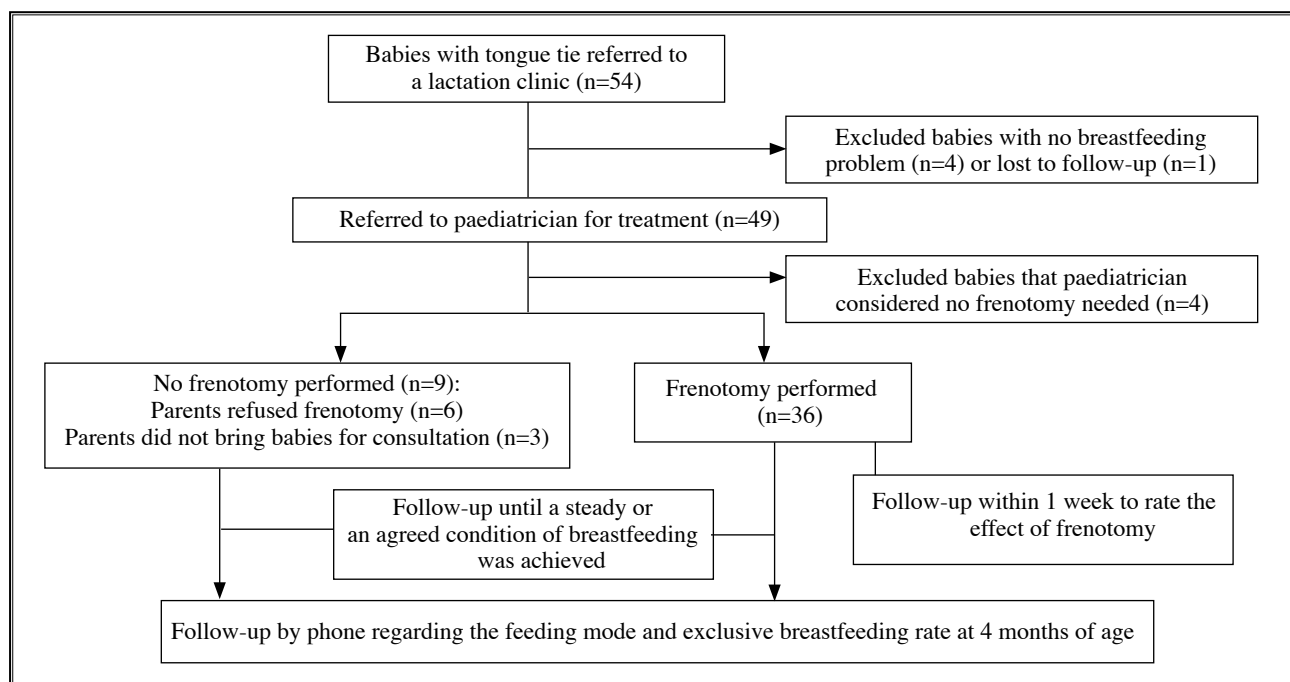 Babies with tongue tie referred to
a lactation clinic (n=54)
Excluded babies with no breastfeeding
problem (n=4) or lost to follow-up (n=1)
Referred to paediatrician for treatment (n=49)
Excluded babies that paediatrician
considered no frenotomy needed (n=4)
No frenotomy performed (n=9):
Parents refused frenotomy (n=6)
Parents did not bring babies for consultation (n=3)
Frenotomy performed
(n=36)
Follow-up until a steady or
an agreed condition of breastfeeding
was achieved
Follow-up within 1 week to rate the
effect of frenotomy
Follow-up by phone regarding the feeding mode and exclusive breastfeeding rate at 4 months of age